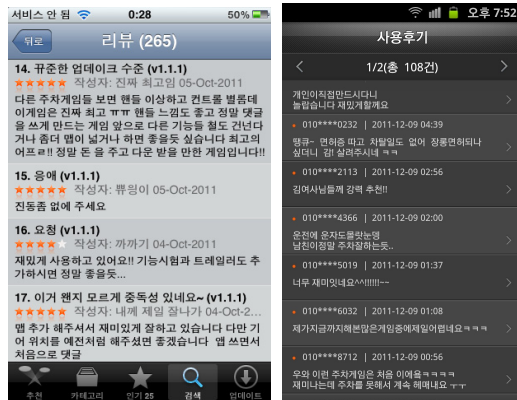 서비스 안 됨
0:28
50%
뒤로
리뷰 (265)
14. 꾸준한 업데이크 수준 (v1.1.1)
작성자: 진짜 최고임 05-Oct-2011
다른 주차게임들 보면 핸들 이상하고 컨트롤 별룜데
이게임은 진짜 최고 ㅠㅠ 핸들 느낌도 좋고 정말 댓글
을 쓰게 만드는 게임 앞으로 다른 기능들 철도 건넌다
거나 좀더 맵이 넓거나 하면 좋을듯 싶습니다 최고의
어프ㄹ!! 정말 돈 을 주고 다운 받을 만한 게임입니다!!
15. 응애 (v1.1.1)
작성자: 쀼읭이 05-Oct-2011
진동좀 없에 주세요
16. 요청 (v1.1.1)
작성자: 까까기 04-Oct-2011
재밌게 사용하고 있어요!! 기능시험과 트레일러도 추
가하시면 정말 좋을듯...
17. 이거 왠지 모르게 중독성 있네요~ (v1.1.1)
작성자: 내께 제일 잘나가 04-Oct-2...
맵 추가 해주셔서 재미있게 잘하고 있습니다 다만 기
어 위치를 예전처럼 해주셨면 좋겠습니다 앱 쓰면서
처음으로 댓글
추천
카테고리
인기 25
검색
업데이트
오후 7:52
사용후기
1/2(총 108건)
개인이직접만드시다니
놀랍습니다 재밌게할께요
010****0232 | 2011-12-09 04:39
땡큐~ 면허증 따고 차탈일도 없어 장롱면허되나
싶더니 감! 살려주시네 ㅋㅋ
010****2113 | 2011-12-09 02:56
김여사님들께 강력 추천!!
010****4366 | 2011-12-09 02:00
운전에 운자도몰랏눈뎅
남친이정말 주차잘하는듯..
010****5019 | 2011-12-09 01:37
너무 재미잇네요^^!!!!!!~~
010****6032 | 2011-12-09 01:08
제가지금까지해본많은게임중에제일어렵네요ㅋㅋㅋ
010****8712 | 2011-12-09 00:56
우와 이런 주차게임은 처음 이에욬ㅋㅋㅋㅋ
재미나는데 주차를 못해서 계속 헤매내요 ㅜㅜ